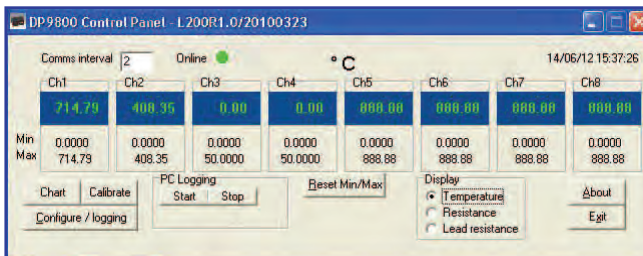 DP9800 Control Panel - L200R1.0/20100323
Comms interval 2 Online ° C 14/06/12 15:37:26
Ch1 Ch2 Ch3 Ch4 Ch5 Ch6 Ch7 Ch8
714.79 408.35 0.00 0.00 888.88 888.88 888.88 888.88
Min 0.0000 0.0000 0.0000 0.0000 0.0000 0.0000 0.0000 0.0000
Max 714.79 408.35 50.0000 50.0000 888.88 888.88 888.88 888.88
Chart Calibrate PC Logging Start Stop Reset Min/Max Display Temperature About
Configure / logging Resistance Exit
Lead resistance